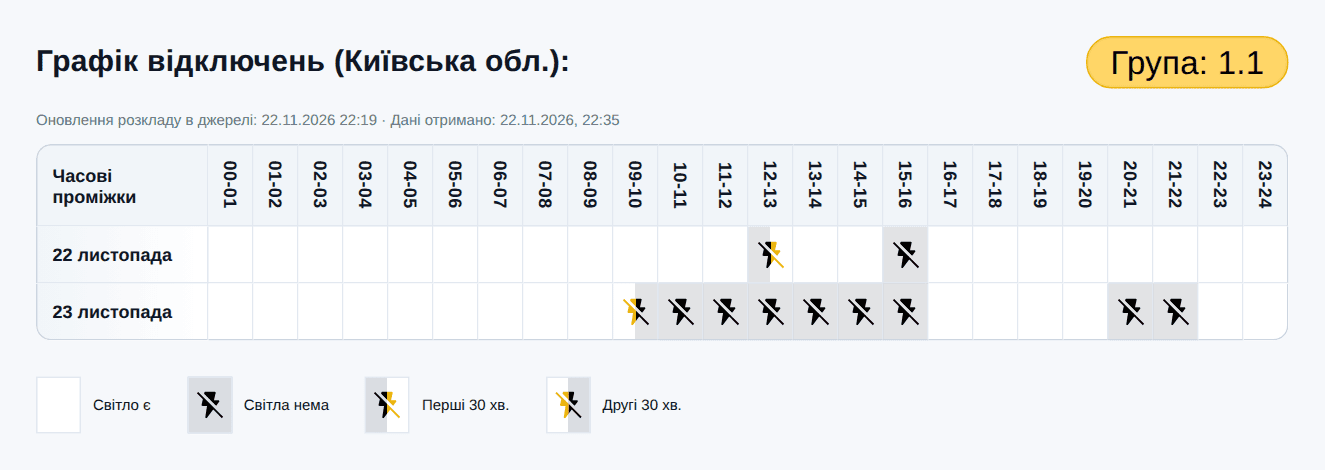 Графік відключень (Київська обл.):
Група: 1.1
Оновлення розкладу в джерелі: 22.11.2026 22:19 · Дані отримано: 22.11.2026, 22:35
Часові
проміжки
00-01
01-02
02-03
03-04
04-05
05-06
06-07
07-08
08-09
09-10
10-11
11-12
12-13
13-14
14-15
15-16
16-17
17-18
18-19
19-20
20-21
21-22
22-23
23-24
22 листопада
23 листопада
Світло є
Світла нема
Перші 30 хв.
Другі 30 хв.